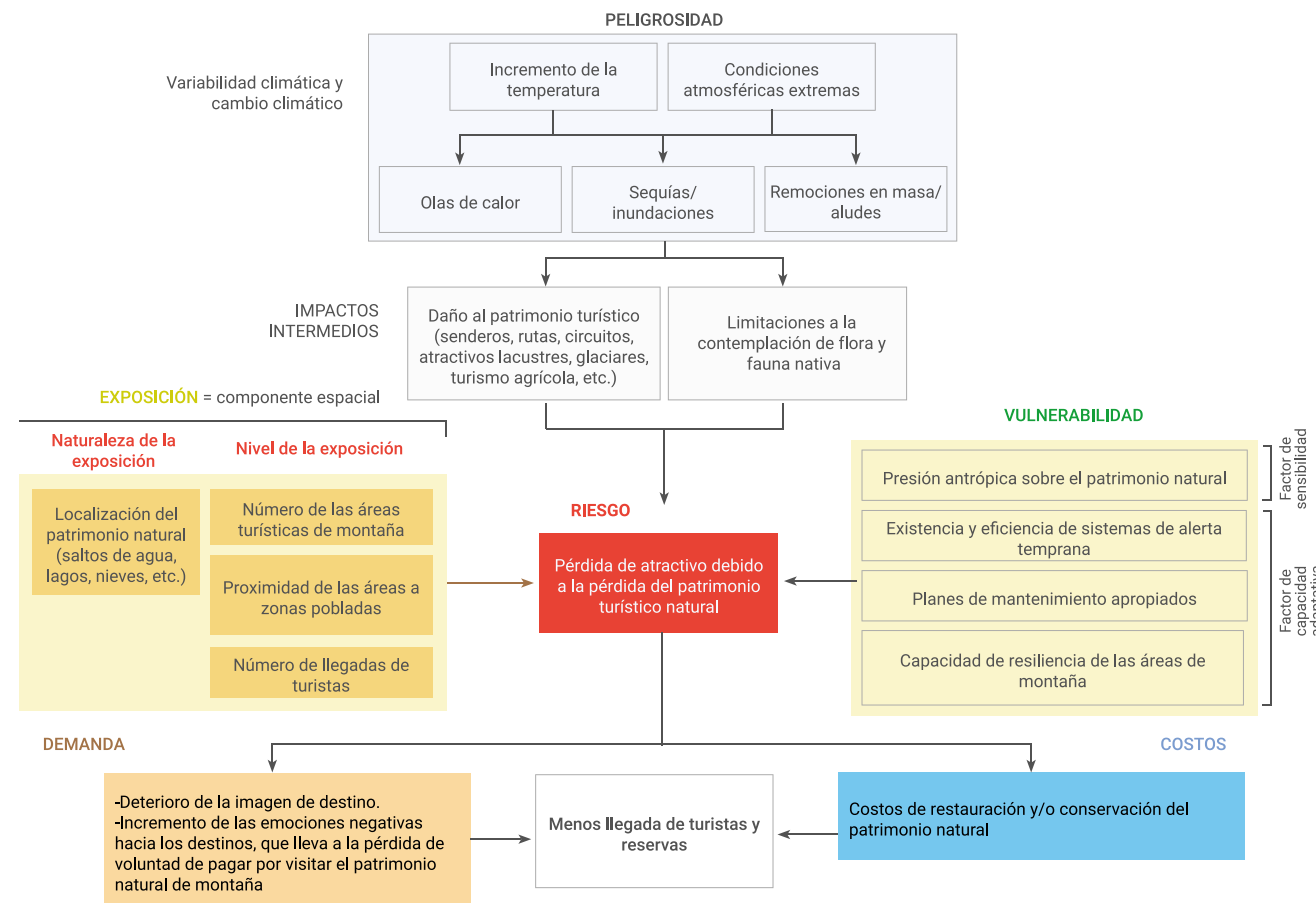 PELIGROSIDAD
Variabilidad climática y
cambio climático
Incremento de la
temperatura
Condiciones
atmosféricas extremas
Olas de calor
Sequías/
inundaciones
Remociones en masa/
aludes
IMPACTOS
INTERMEDIOS
Daño al patrimonio turístico
(senderos, rutas, circuitos,
atractivos lacustres, glaciares,
turismo agrícola, etc.)
Limitaciones a la
contemplación de flora y
fauna nativa
EXPOSICIÓN = componente espacial
Naturaleza de la
exposición
Nivel de la exposición
Localización del
patrimonio natural
(saltos de agua,
lagos, nieves, etc.)
Número de las áreas
turísticas de montaña
Proximidad de las áreas a
zonas pobladas
Número de llegadas de
turistas
RIESGO
Pérdida de atractivo debido
a la pérdida del patrimonio
turístico natural
VULNERABILIDAD
Presión antrópica sobre el patrimonio natural
Existencia y eficiencia de sistemas de alerta
temprana
Planes de mantenimiento apropiados
Capacidad de resiliencia de las áreas de
montaña
Factor de
sensibilidad
Factor de
capacidad
adaptativa
DEMANDA
-Deterioro de la imagen de destino.
-Incremento de las emociones negativas
hacia los destinos, que lleva a la pérdida de
voluntad de pagar por visitar el patrimonio
natural de montaña
Menos llegada de turistas y
reservas
COSTOS
Costos de restauración y/o conservación del
patrimonio natural